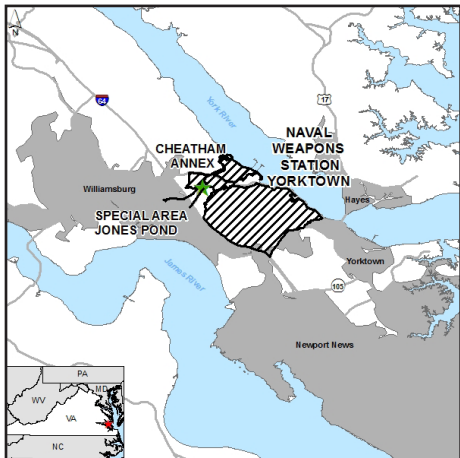 N
64
17
York River
NAVAL
WEAPONS
STATION
YORKTOWN
CHEATHAM
ANNEX
Williamsburg
Hayes
SPECIAL AREA
JONES POND
Yorktown
James River
105
Newport News
PA
MD
WV
VA
NC